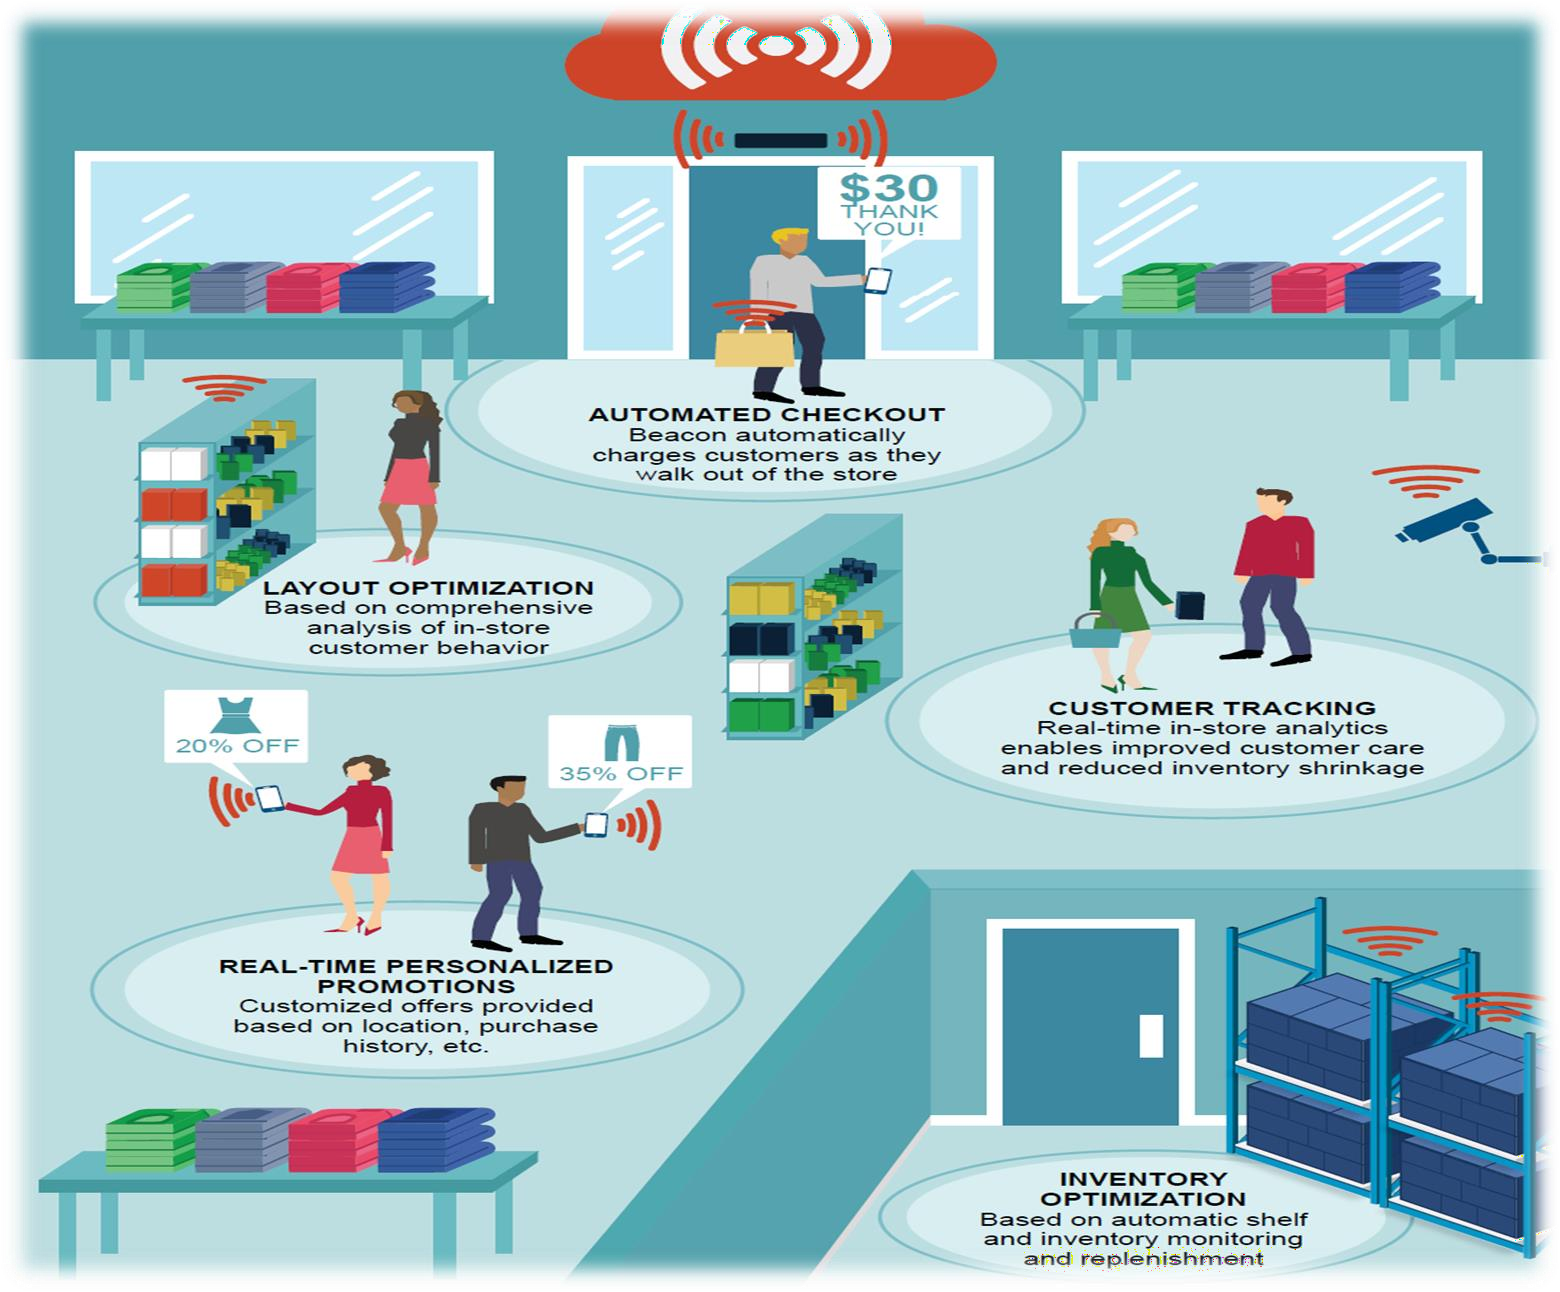 $30
THANK
YOU!
AUTOMATED CHECKOUT
Beacon automatically
charges customers as they
walk out of the store
LAYOUT OPTIMIZATION
Based on comprehensive
analysis of in-store
customer behavior
CUSTOMER TRACKING
Real-time in-store analytics
enables improved customer care
and reduced inventory shrinkage
20% OFF
35% OFF
REAL-TIME PERSONALIZED
PROMOTIONS
Customized offers provided
based on location, purchase
history, etc.
INVENTORY
OPTIMIZATION
Based on automatic shelf
and inventory monitoring
and replenishment